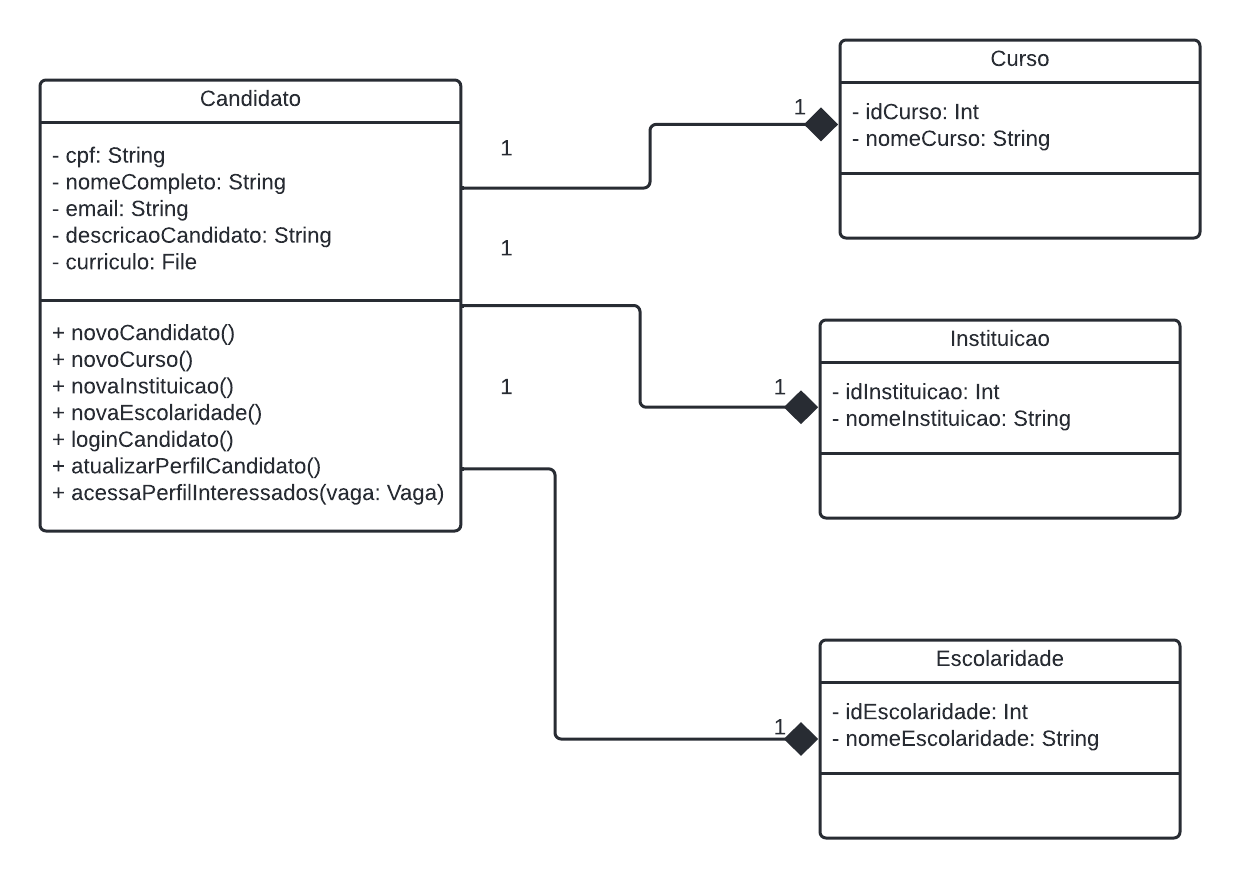 Candidato
- cpf: String
- nomeCompleto: String
- email: String
- descricaoCandidato: String
- curriculo: File
+ novoCandidato()
+ novoCurso()
+ novaInstituicao()
+ novaEscolaridade()
+ loginCandidato()
+ atualizarPerfilCandidato()
+ acessaPerfilInteressados(vaga: Vaga)
1
1
1
1
Curso
- idCurso: Int
- nomeCurso: String
1
Instituicao
- idInstituicao: Int
- nomeInstituicao: String
1
Escolaridade
- idEscolaridade: Int
- nomeEscolaridade: String